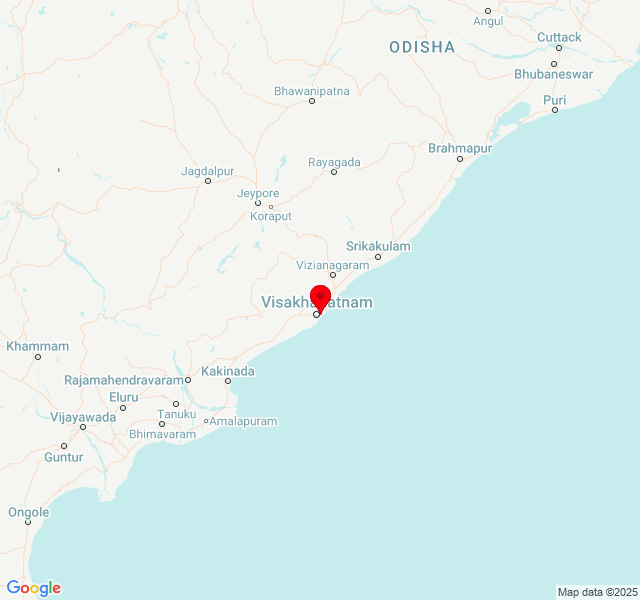 Angul
Cuttack
ODISHA
Bhubaneswar
Bhawanipatna
Puri
Brahmapur
Rayagada
Jagdalpur
Jeypore
Koraput
Srikakulam
Vizianagaram
Visakhapatnam
Khammam
Kakinada
Rajamahendravaram
Eluru
Tanuku
Vijayawada
Amalapuram
Bhimavaram
Guntur
Ongole
Google
Map data ©2025